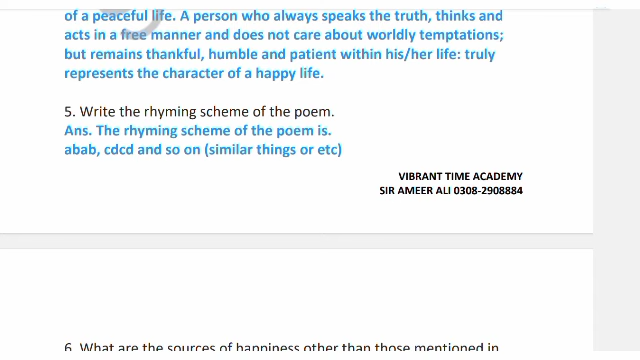 of a peaceful life. A person who always speaks the truth, thinks and
acts in a free manner and does not care about worldly temptations;
but remains thankful, humble and patient within his/her life: truly
represents the character of a happy life.
5. Write the rhyming scheme of the poem.
Ans. The rhyming scheme of the poem is.
abab, cdcd and so on (similar things or etc)
VIBRANT TIME ACADEMY
SIR AMEER ALI 0308-2908884
6. What are the sources of happiness other than those mentioned in